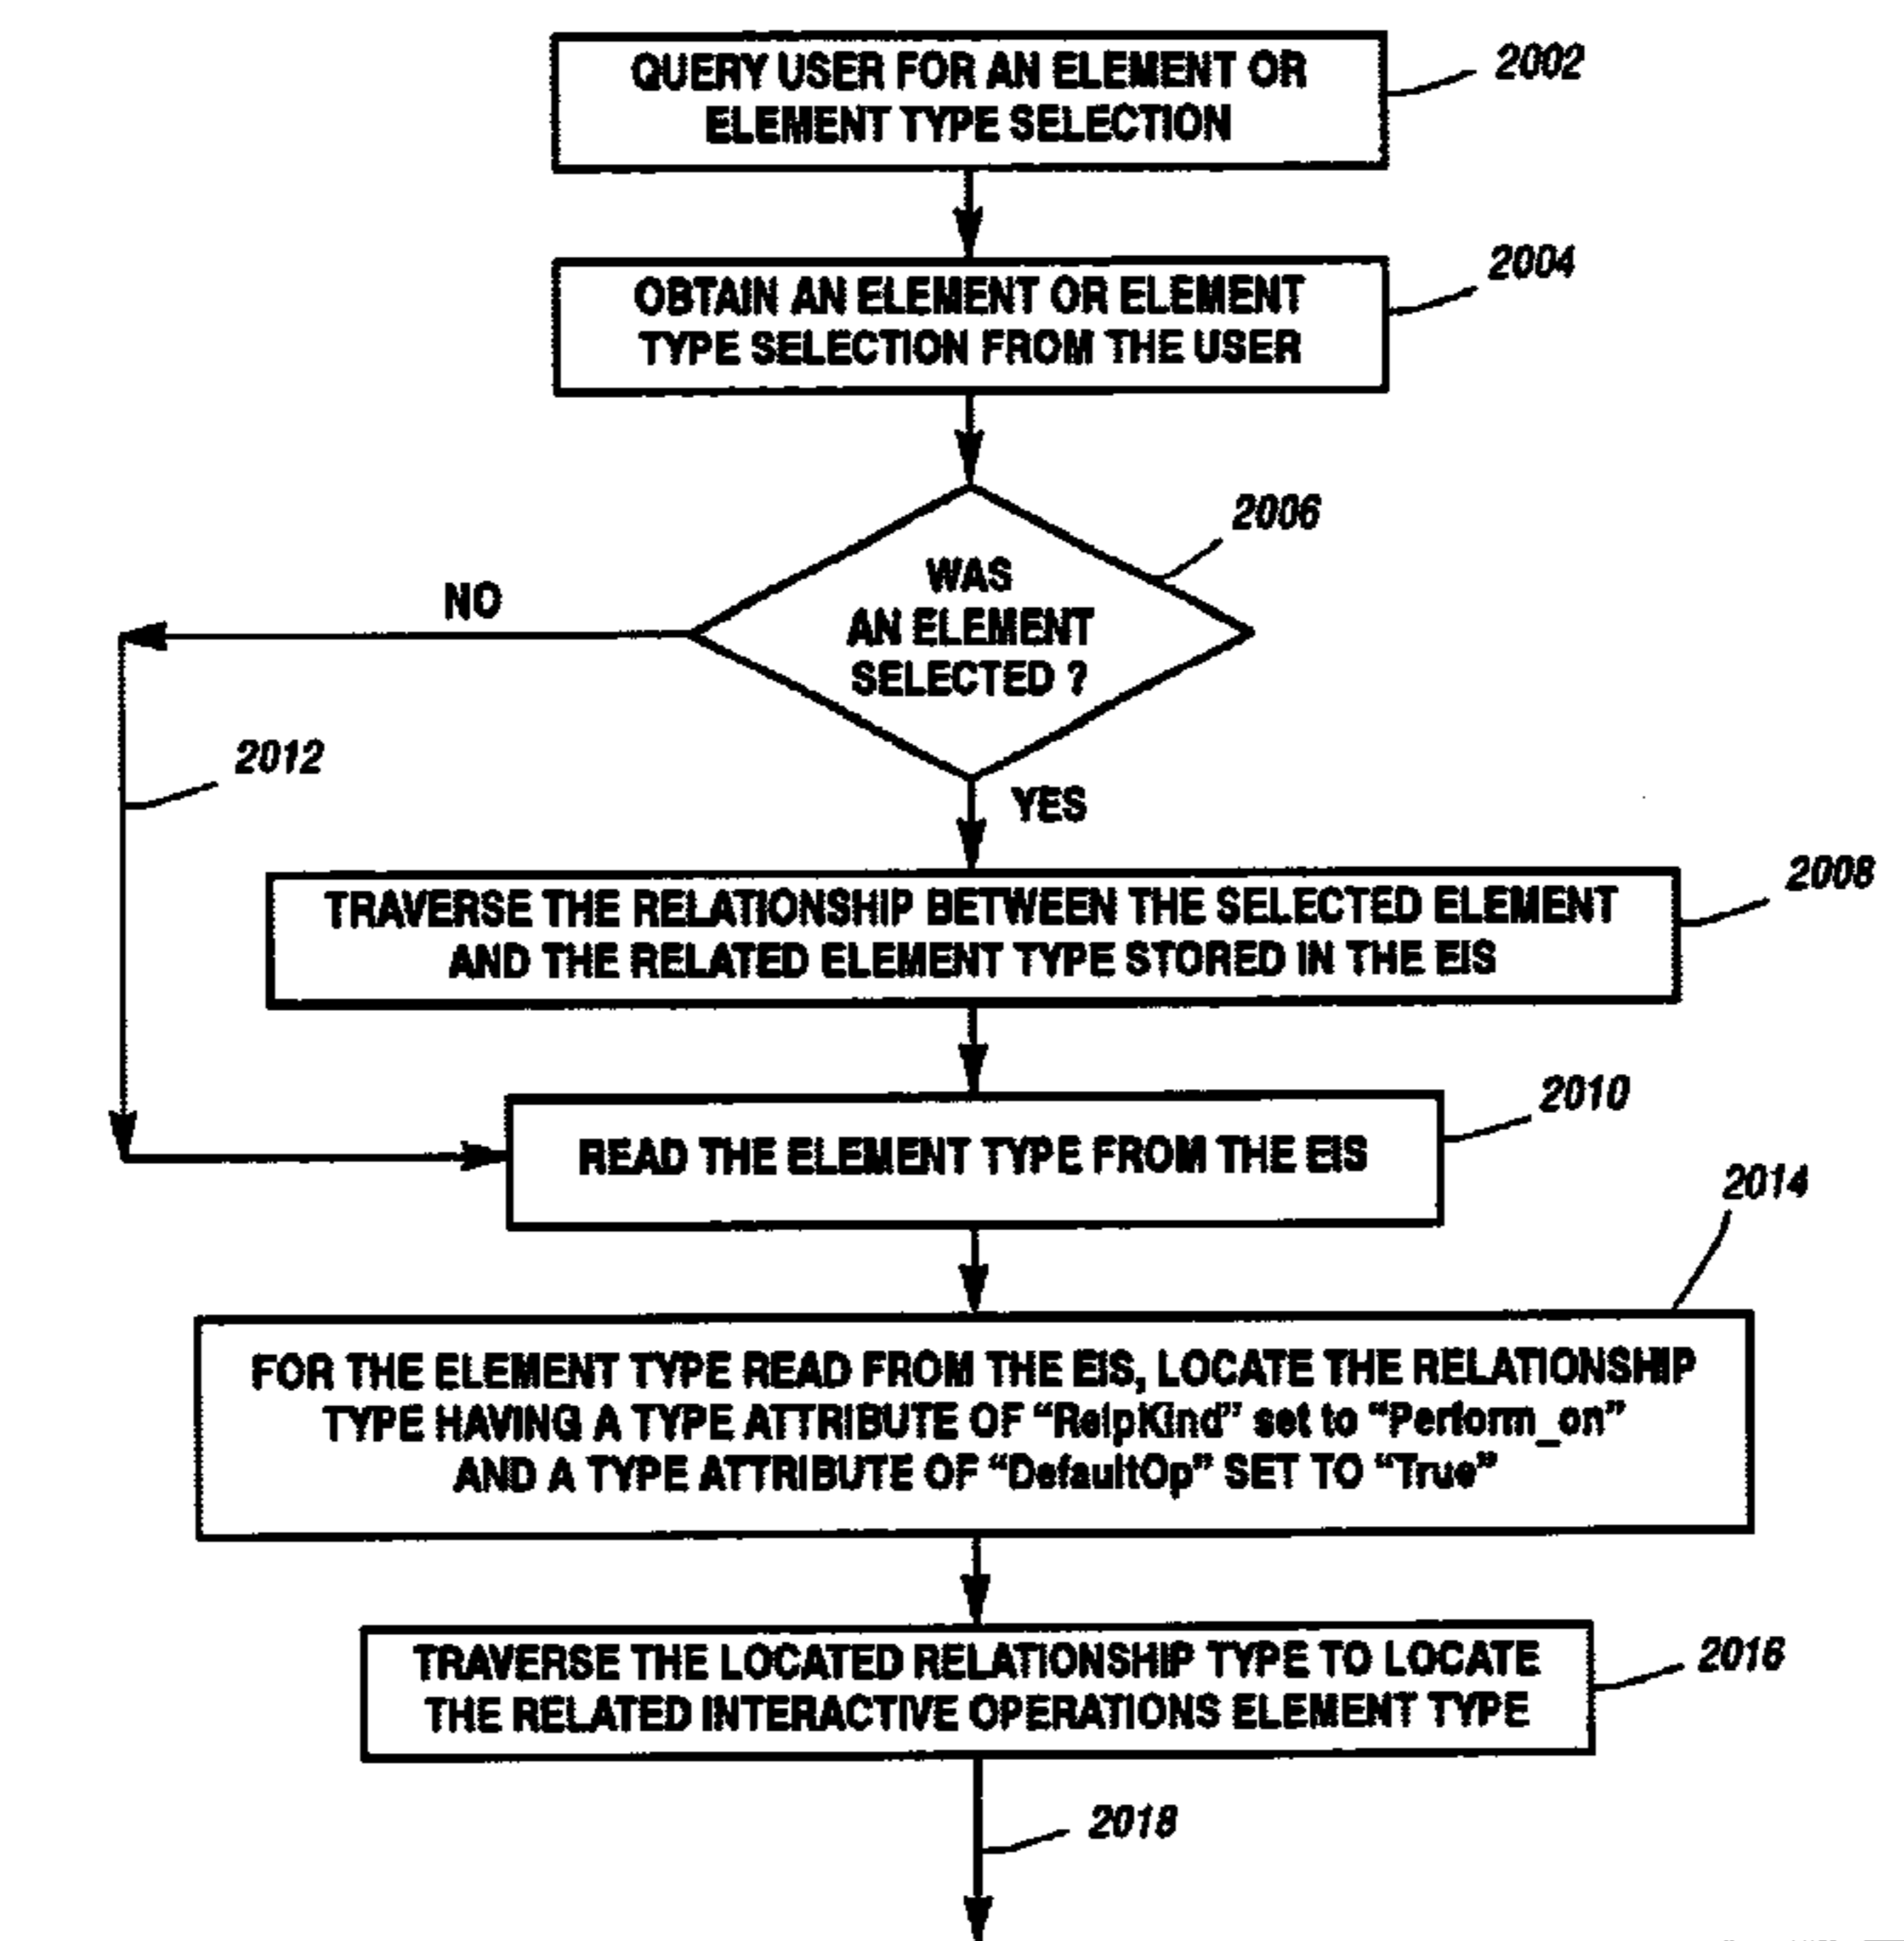 QUERY USER FOR AN ELEMENT OR
ELEMENT TYPE SELECTION
2002
OBTAIN AN ELEMENT OR ELEMENT
TYPE SELECTION FROM THE USER
2004
WAS
AN ELEMENT
SELECTED ?
2006
NO
2012
YES
TRAVERSE THE RELATIONSHIP BETWEEN THE SELECTED ELEMENT
AND THE RELATED ELEMENT TYPE STORED IN THE EIS
2008
READ THE ELEMENT TYPE FROM THE EIS
2010
2014
FOR THE ELEMENT TYPE READ FROM THE EIS, LOCATE THE RELATIONSHIP
TYPE HAVING A TYPE ATTRIBUTE OF “RelpKind” set to “Perform_on”
AND A TYPE ATTRIBUTE OF “DefaultOp” SET TO “True”
TRAVERSE THE LOCATED RELATIONSHIP TYPE TO LOCATE
THE RELATED INTERACTIVE OPERATIONS ELEMENT TYPE
2016
2018